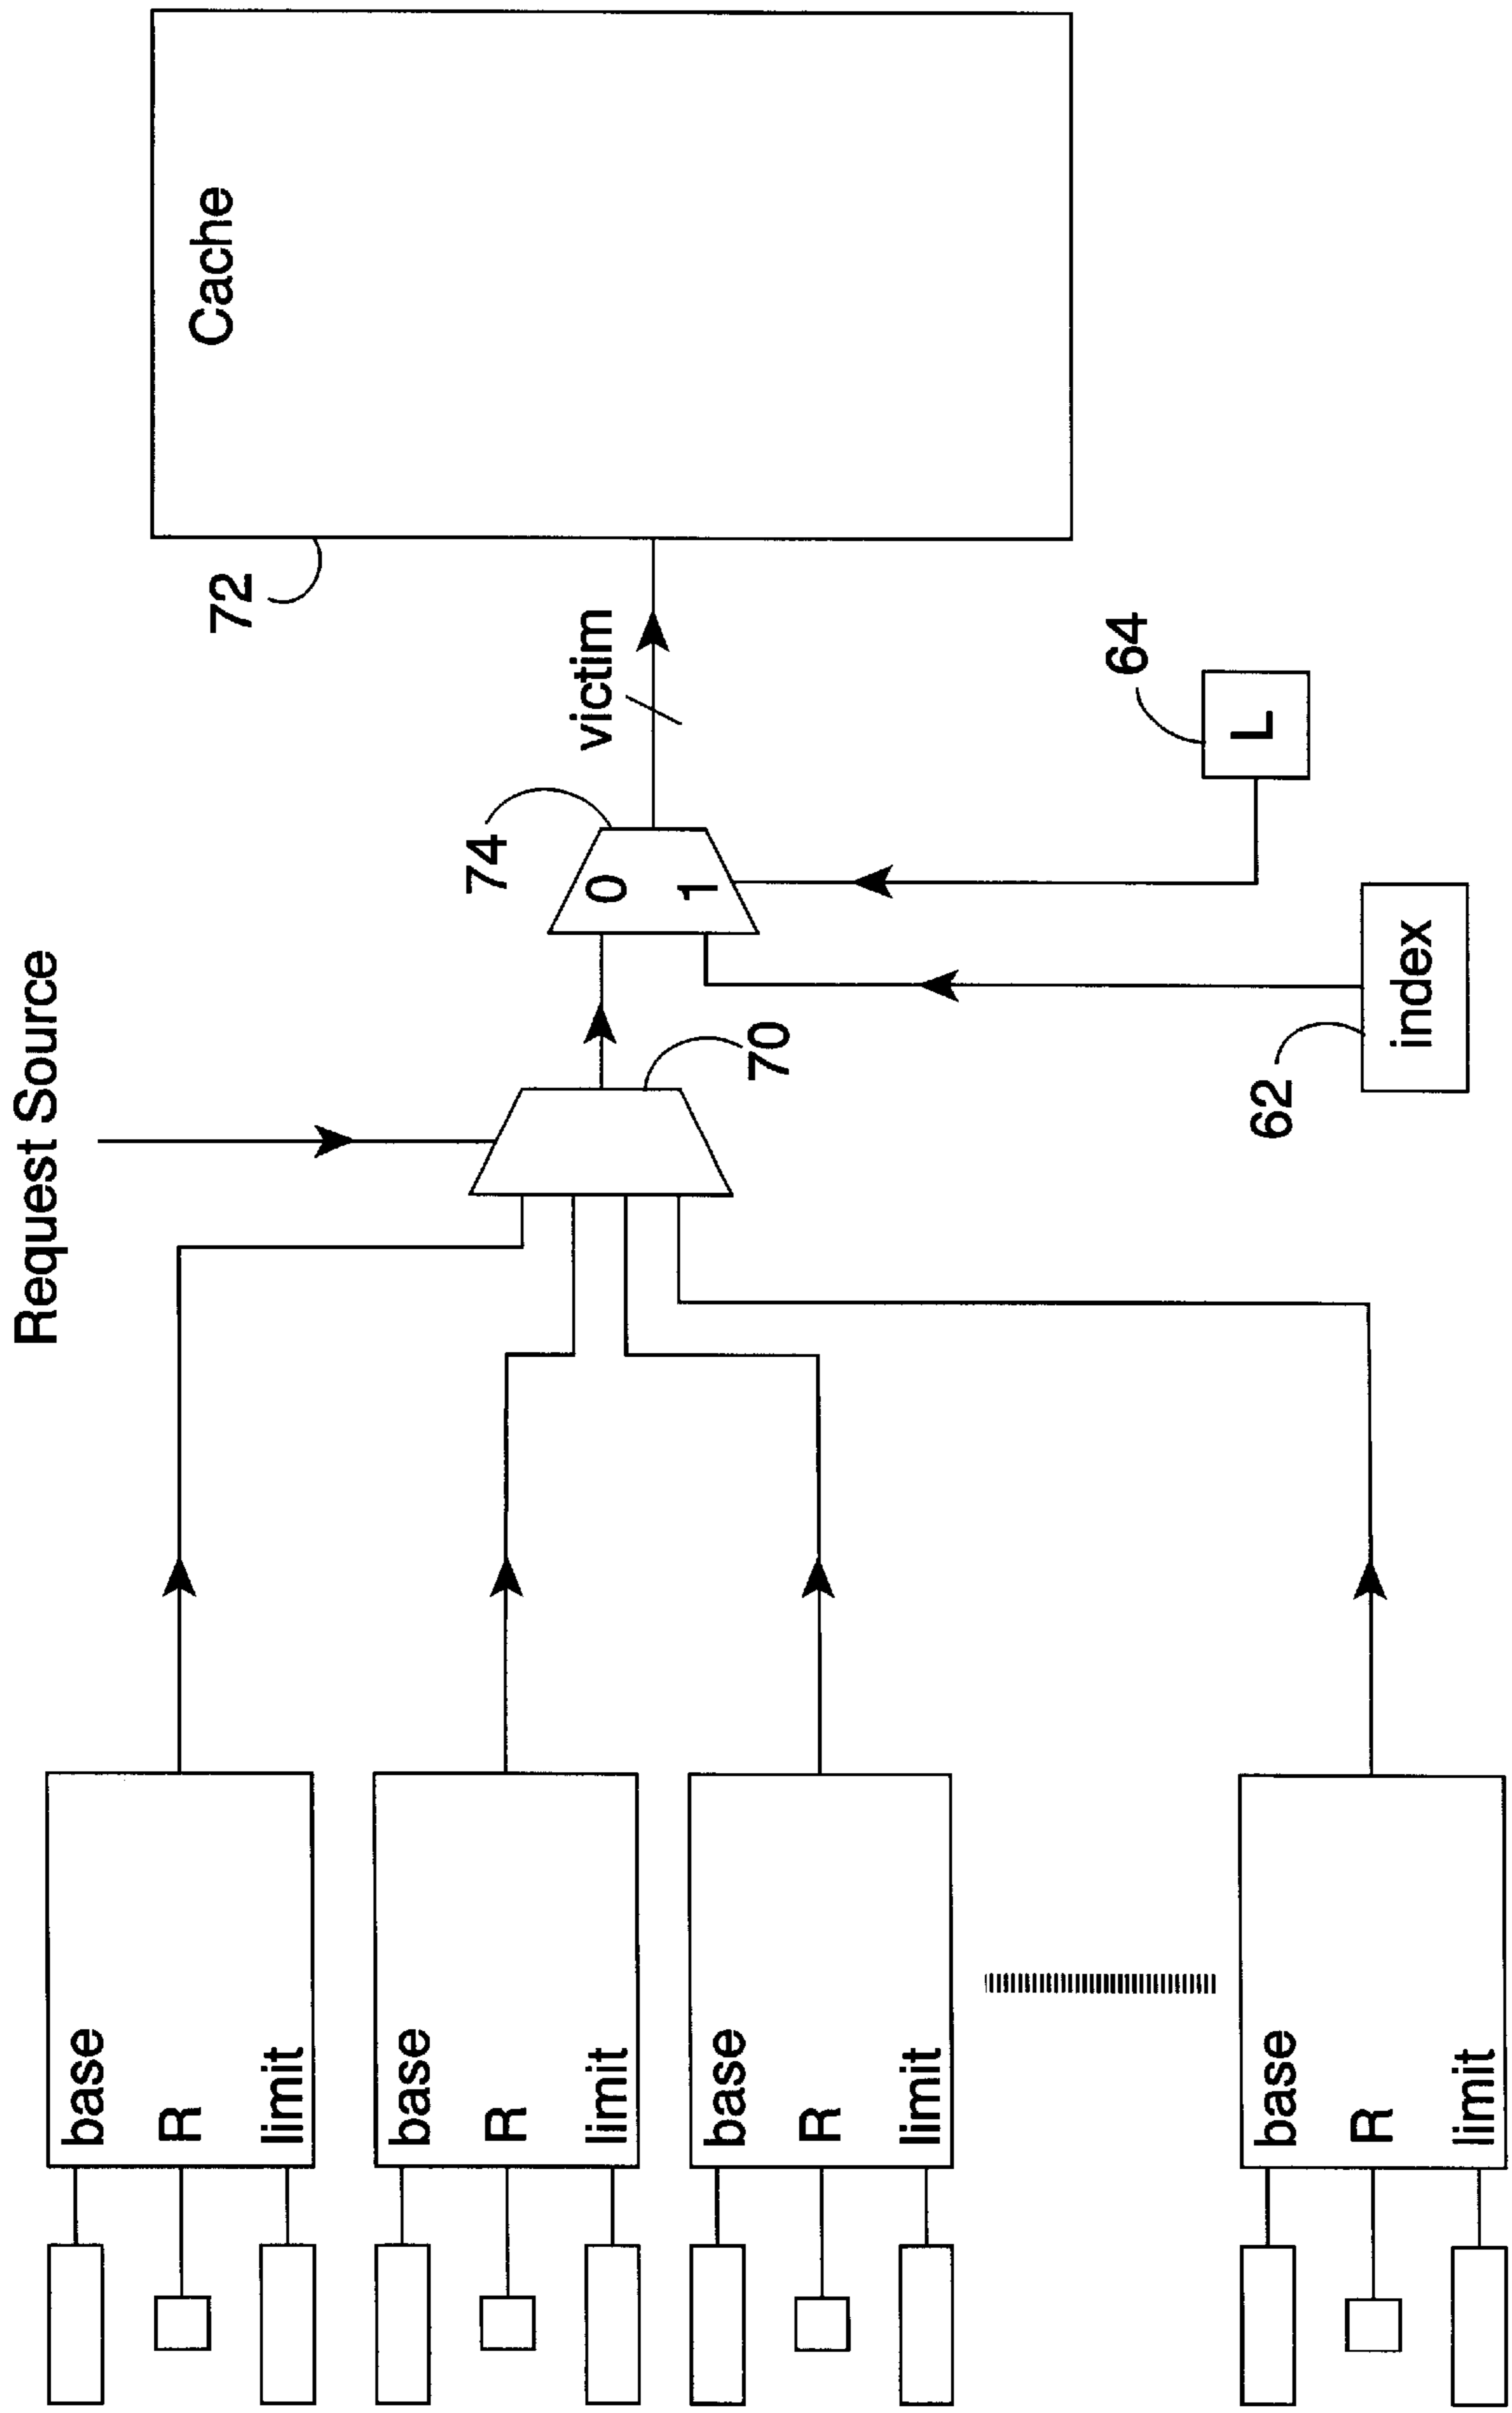 Request Source
base
R
limit
base
R
limit
base
R
limit
base
R
limit
70
74
0
1
victim
72
Cache
62
index
64
L